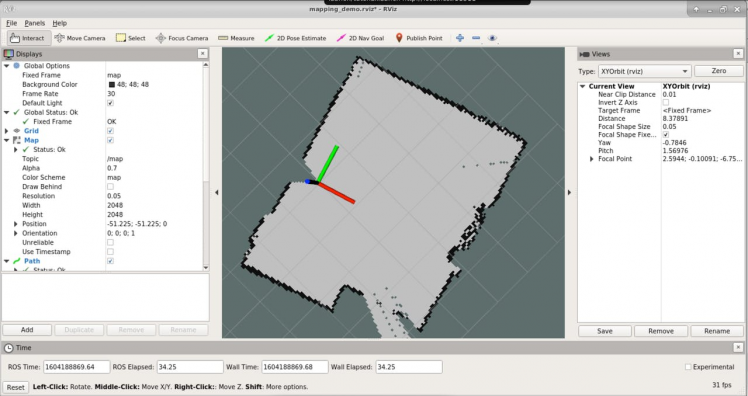 mapping_demo.rviz* - RViz
File Panels Help
Interact Move Camera Select Focus Camera Measure 2D Pose Estimate 2D Nav Goal Publish Point
Displays
Global Options
Fixed Frame map
Background Color 48; 48; 48
Frame Rate 30
Default Light
Global Status: Ok
Fixed Frame OK
Grid
Map
Status: Ok
Topic /map
Alpha 0.7
Color Scheme map
Draw Behind
Resolution 0.05
Width 2048
Height 2048
Position -51.225; -51.225; 0
Orientation 0; 0; 0; 1
Unreliable
Use Timestamp
Path
Status: Ok
Add Duplicate Remove Rename
Views
Type: XYOrbit (rviz) Zero
Current View XYOrbit (rviz)
Near Clip Distance 0.01
Invert Z Axis
Target Frame <Fixed Frame>
Distance 8.37891
Focal Shape Size 0.05
Focal Shape Fixe...
Yaw -0.7846
Pitch 1.56976
Focal Point 2.5944; -0.10091; -6.75...
Save Remove Rename
Time
ROS Time: 1604188869.64 ROS Elapsed: 34.25 Wall Time: 1604188869.68 Wall Elapsed: 34.25 Experimental
Reset Left-Click: Rotate. Middle-Click: Move X/Y. Right-Click:: Move Z. Shift: More options. 31 fps